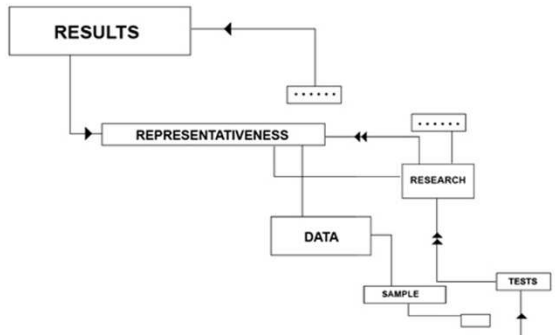 RESULTS
......
......
REPRESENTATIVENESS
RESEARCH
DATA
TESTS
SAMPLE